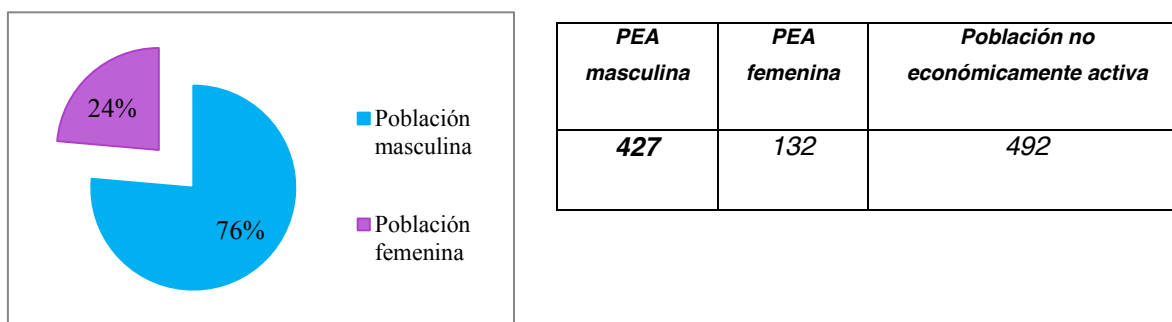 24%
76%
Población
masculina
Población
femenina
PEA
masculina
PEA
femenina
Población no
económicamente activa
427
132
492